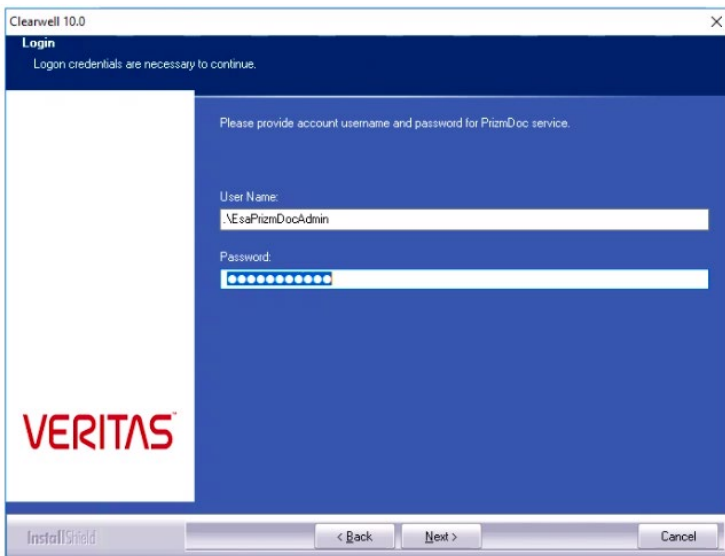 Clearwell 10.0
Login
Logon credentials are necessary to continue.
Please provide account username and password for PrizmDoc service.
User Name:
.\EsaPrizmDocAdmin
Password:
●●●●●●●●●●●
VERITAS™
InstallShield
< Back
Next >
Cancel